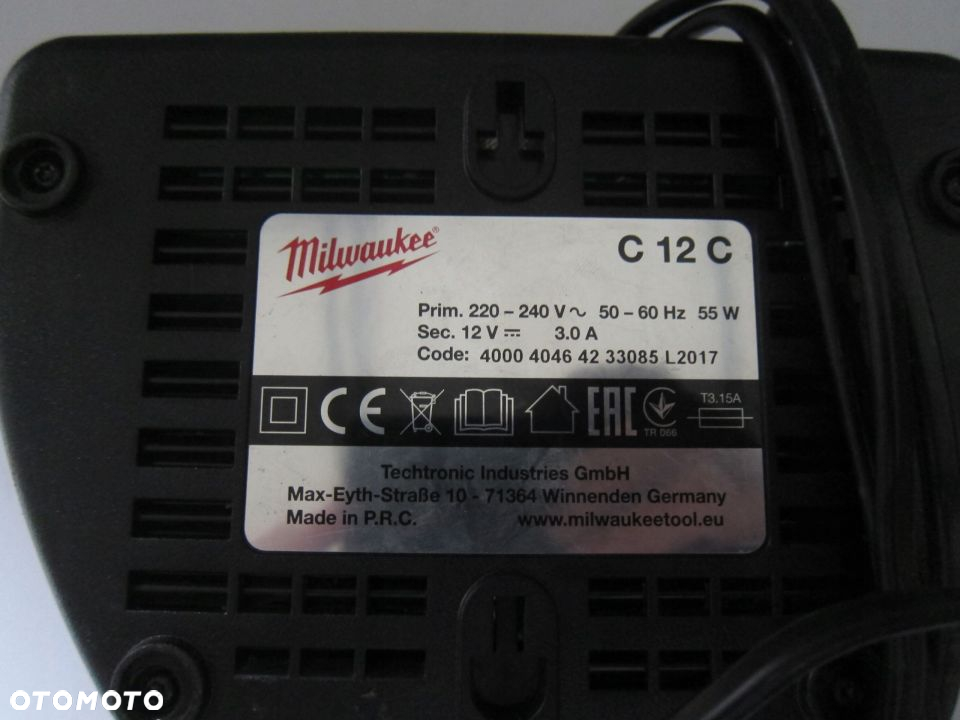 Milwaukee®
C 12 C
Prim. 220 – 240 V~ 50 – 60 Hz 55 W
Sec. 12 V⎓ 3.0 A
Code: 4000 4046 42 33085 L2017
CE
EAC
TR 066
T3.15A
Techtronic Industries GmbH
Max-Eyth-Straße 10 - 71364 Winnenden Germany
Made in P.R.C. www.milwaukeetool.eu
OTOMOTO